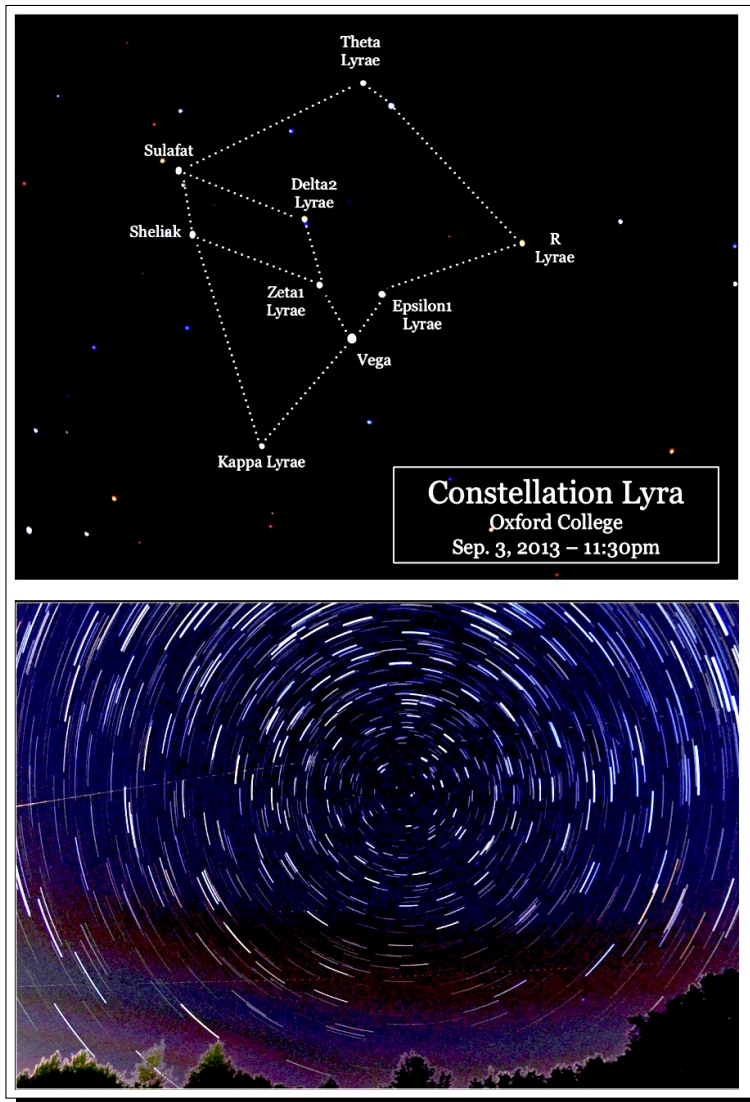 Theta
Lyrae
Sulafat
Delta2
Lyrae
Sheliak
R
Lyrae
Zeta1
Lyrae
Epsilon1
Lyrae
Vega
Kappa Lyrae
Constellation Lyra
Oxford College
Sep. 3, 2013 – 11:30pm